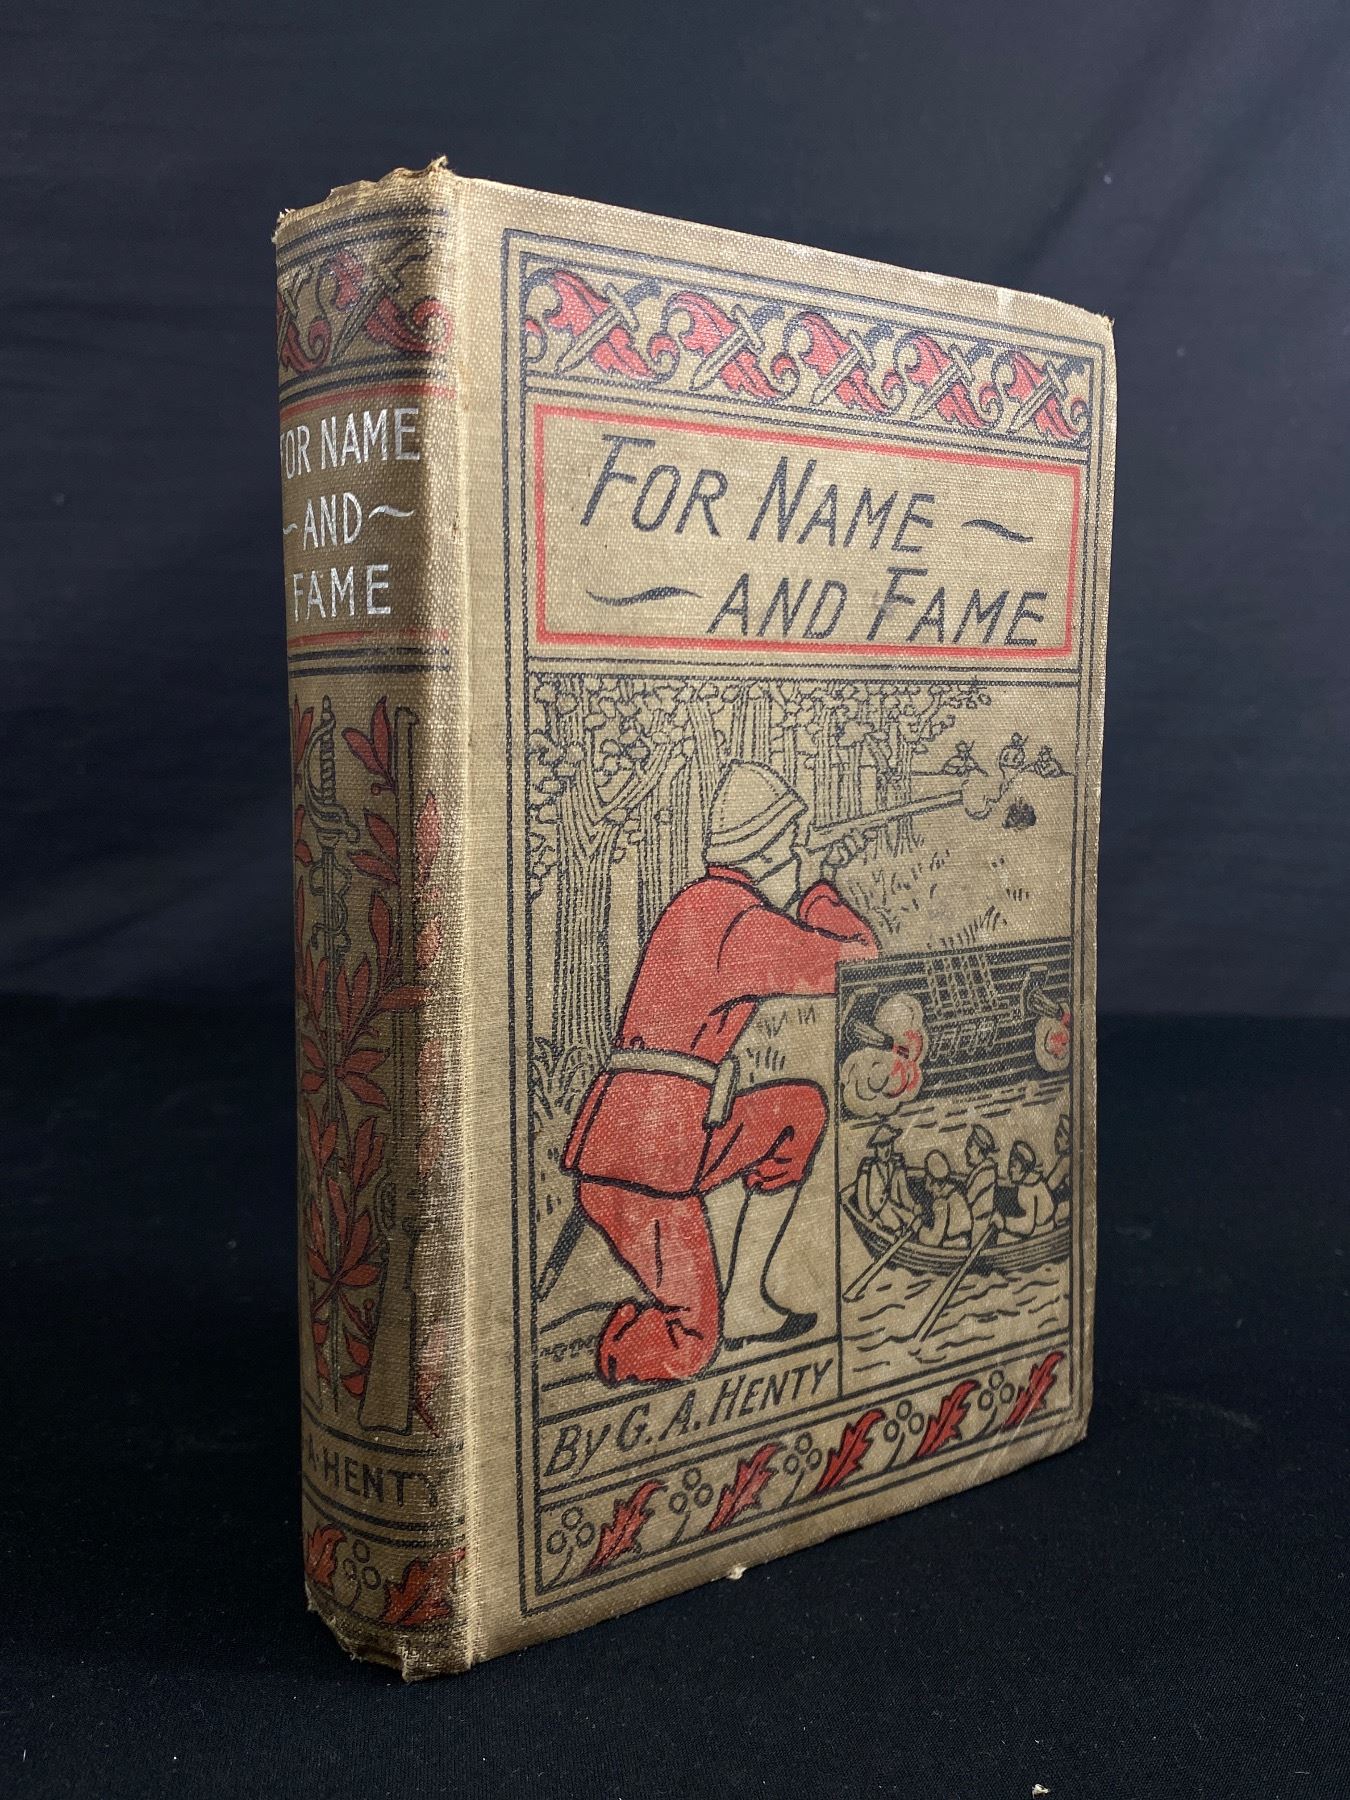 FOR NAME
~AND~
FAME
A. HENTY
FOR NAME ~
~ AND FAME
By G. A. HENTY